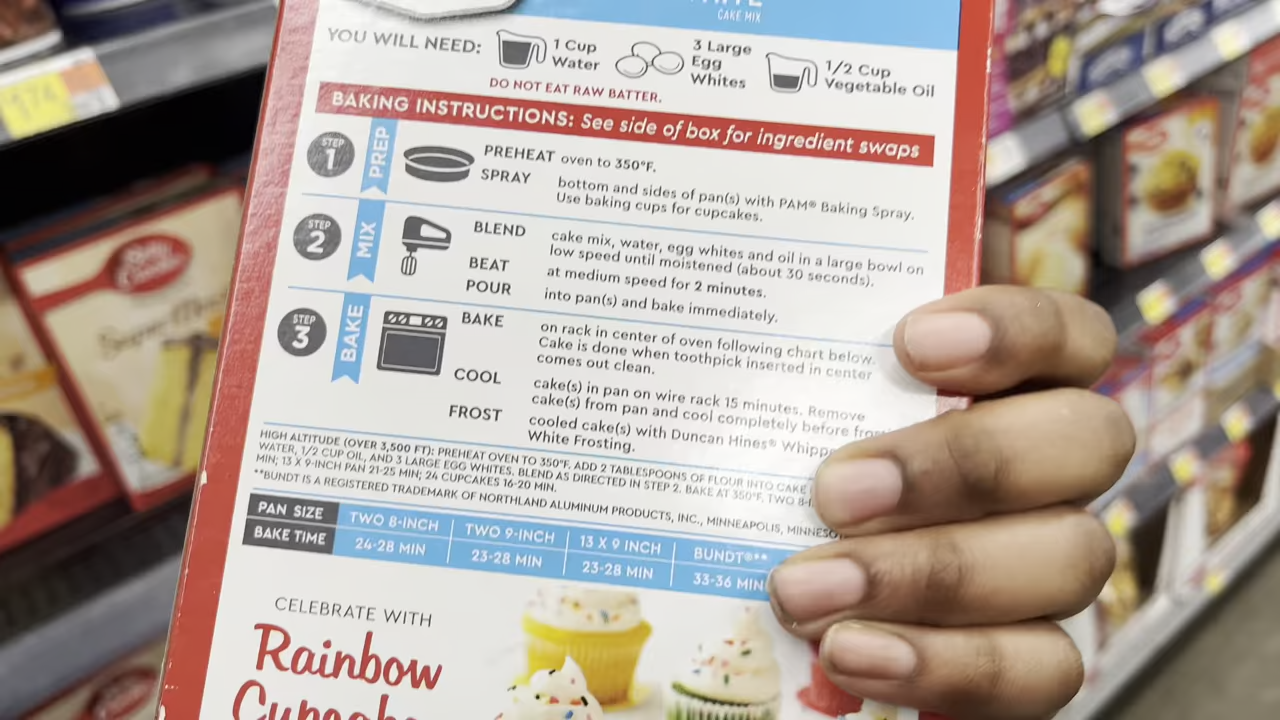 CAKE MIX
YOU WILL NEED:
1 Cup
Water
3 Large
Egg
Whites
1/2 Cup
Vegetable Oil
DO NOT EAT RAW BATTER.
BAKING INSTRUCTIONS: See side of box for ingredient swaps
STEP
1
PREP
PREHEAT oven to 350°F.
SPRAY bottom and sides of pan(s) with PAM® Baking Spray.
Use baking cups for cupcakes.
STEP
2
MIX
BLEND cake mix, water, egg whites and oil in a large bowl on
low speed until moistened (about 30 seconds).
BEAT at medium speed for 2 minutes.
POUR into pan(s) and bake immediately.
STEP
3
BAKE
BAKE on rack in center of oven following chart below.
Cake is done when toothpick inserted in center
comes out clean.
COOL cake(s) in pan on wire rack 15 minutes. Remove
cake(s) from pan and cool completely before
FROST cooled cake(s) with Duncan Hines®
White Frosting.
HIGH ALTITUDE (OVER 3,500 FT): PREHEAT OVEN TO 350°F. ADD 2 TABLESPOONS OF FLOUR INTO CAKE
WATER, 1/2 CUP OIL, AND 3 LARGE EGG WHITES. BLEND AS DIRECTED IN STEP 2. BAKE AT 350°F. TWO
MIN; 13 X 9-INCH PAN 21-25 MIN; 24 CUPCAKES 16-20 MIN.
**BUNDT IS A REGISTERED TRADEMARK OF NORTHLAND ALUMINUM PRODUCTS, INC., MINNEAPOLIS,
PAN SIZE TWO 8-INCH TWO 9-INCH 13 X 9 INCH BUNDT®**
BAKE TIME 24-28 MIN 23-28 MIN 23-28 MIN 33-36 MIN
CELEBRATE WITH
Rainbow
Betty
Crocker